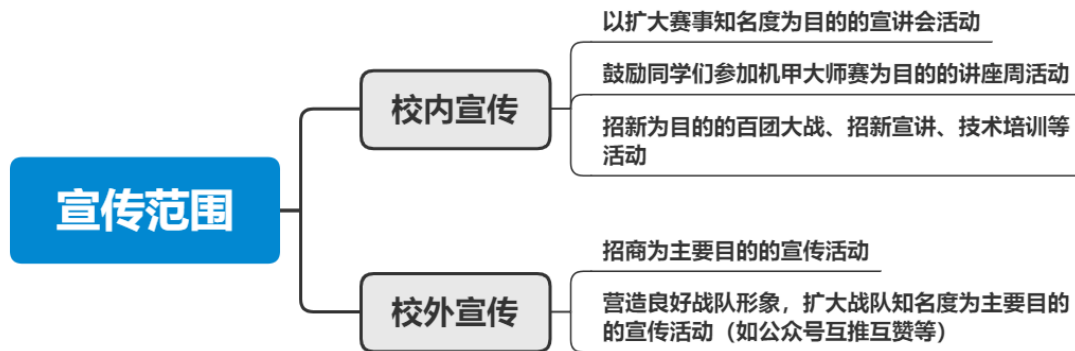 以扩大赛事知名度为目的的宣讲会活动
鼓励同学们参加机甲大师赛为目的的讲座周活动
校内宣传
招新为目的的百团大战、招新宣讲、技术培训等
活动
宣传范围
招商为主要目的的宣传活动
校外宣传
营造良好战队形象，扩大战队知名度为主要目的
的宣传活动（如公众号互推互赞等）